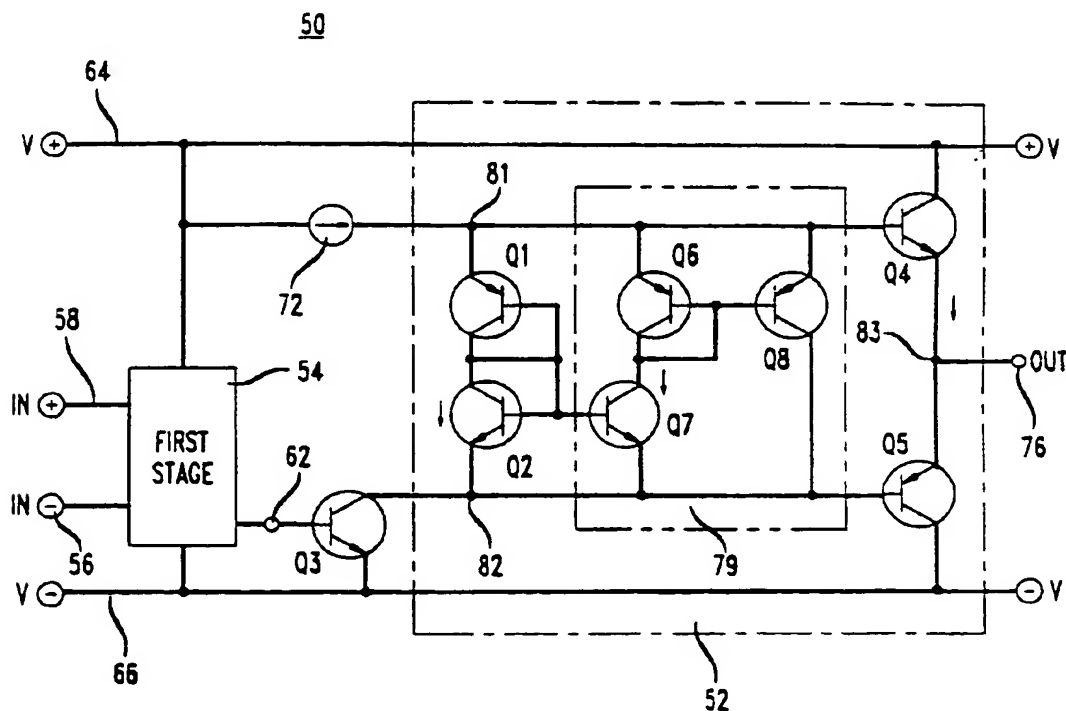 50
64
V + + V
81
Q1 Q6
Q4
72
Q8
83
OUT
58
54
IN +
FIRST
STAGE
Q7
76
62
Q2
Q5
IN −
Q3
56
82
79
V − − V
66
52